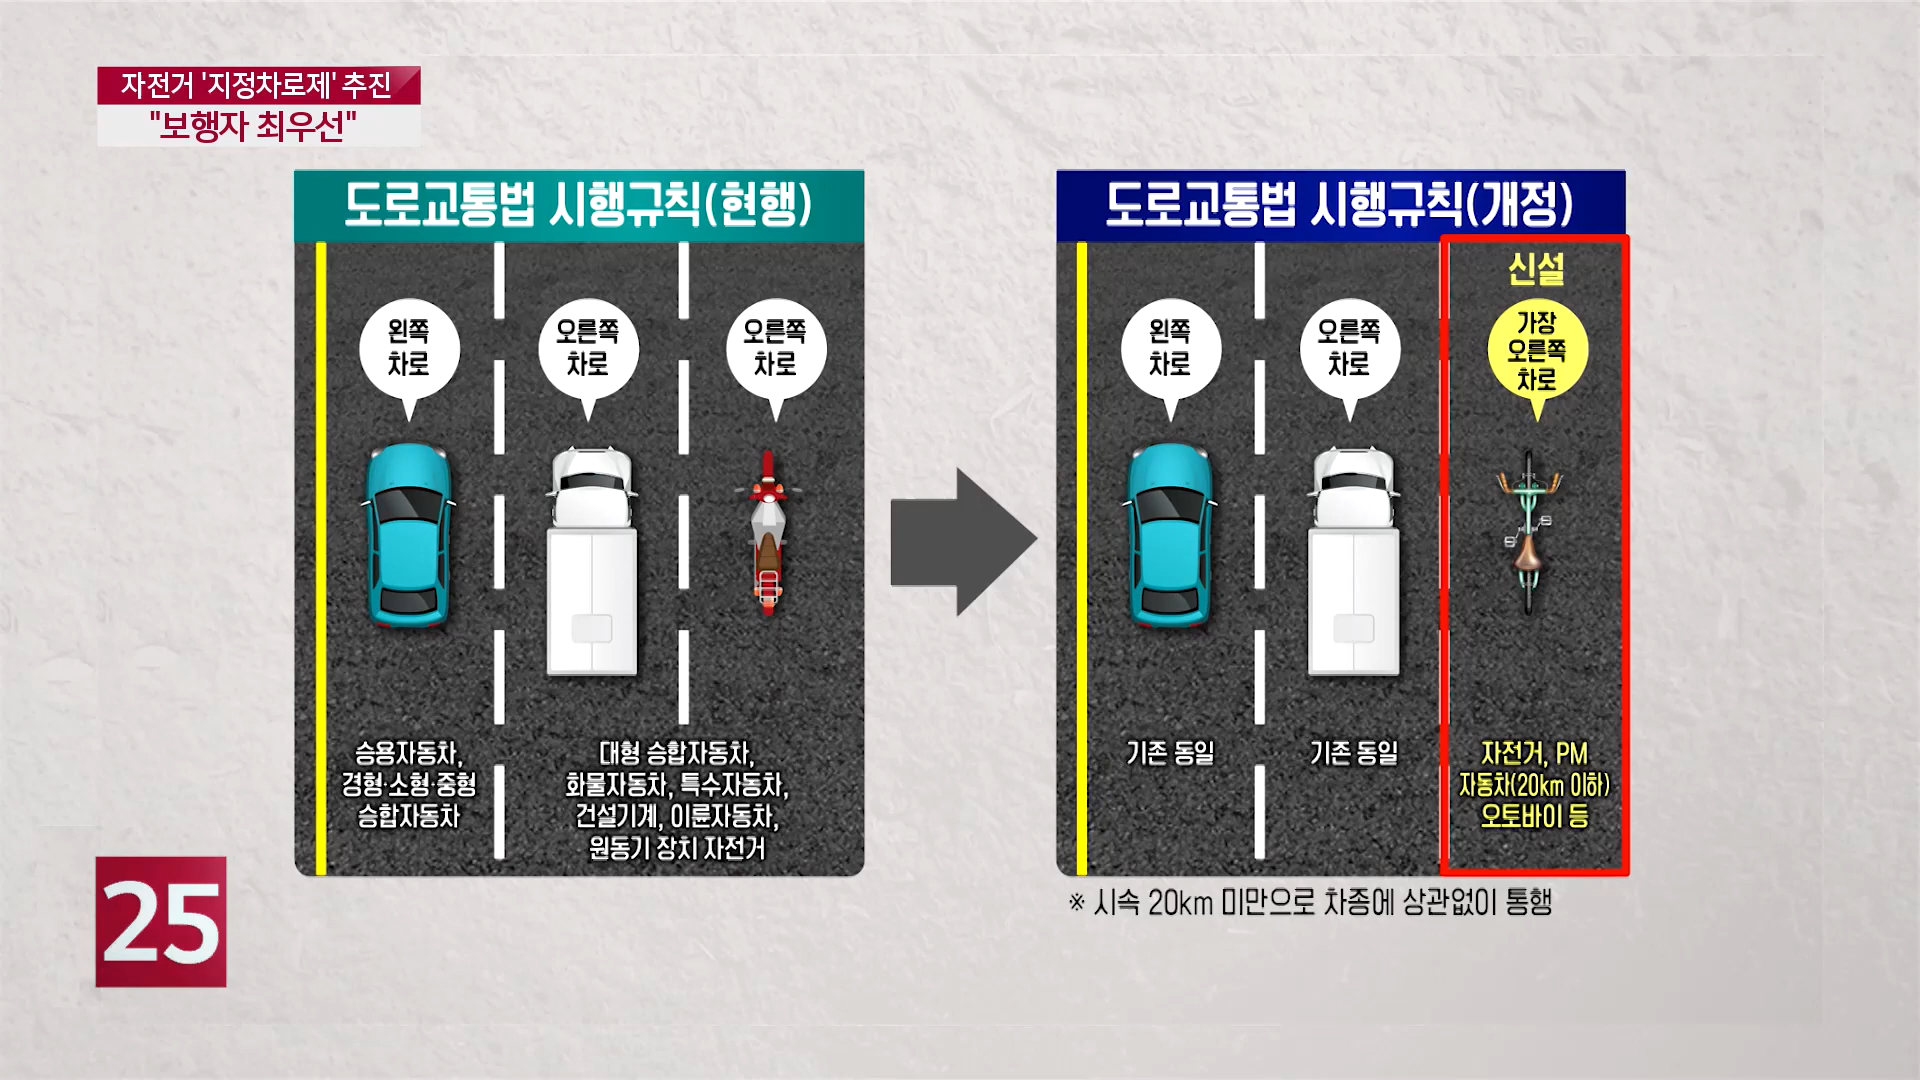 자전거 '지정차로제' 추진
"보행자 최우선"
도로교통법 시행규칙(현행)
왼쪽
차로
오른쪽
차로
오른쪽
차로
승용자동차,
경형·소형·중형
승합자동차
대형 승합자동차,
화물자동차, 특수자동차,
건설기계, 이륜자동차,
원동기 장치 자전거
도로교통법 시행규칙(개정)
왼쪽
차로
오른쪽
차로
신설
가장
오른쪽
차로
기존 동일
기존 동일
자전거, PM
자동차(20km 이하)
오토바이 등
※ 시속 20km 미만으로 차종에 상관없이 통행
25